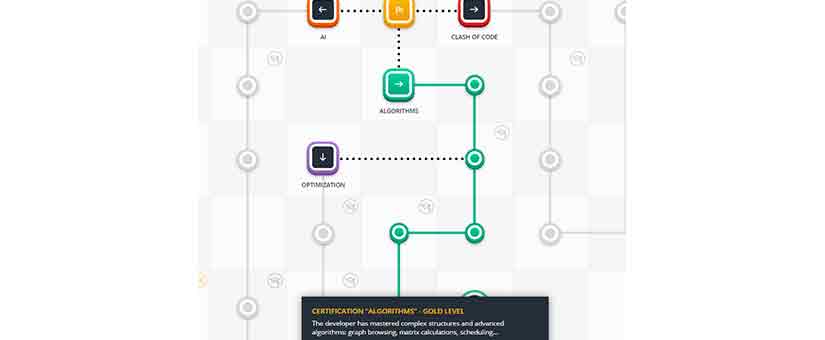 AI
CLASH OF CODE
ALGORITHMS
OPTIMIZATION
CERTIFICATION "ALGORITHMS" - GOLD LEVEL
The developer has mastered complex structures and advanced
algorithms: graph browsing, matrix calculations, scheduling...